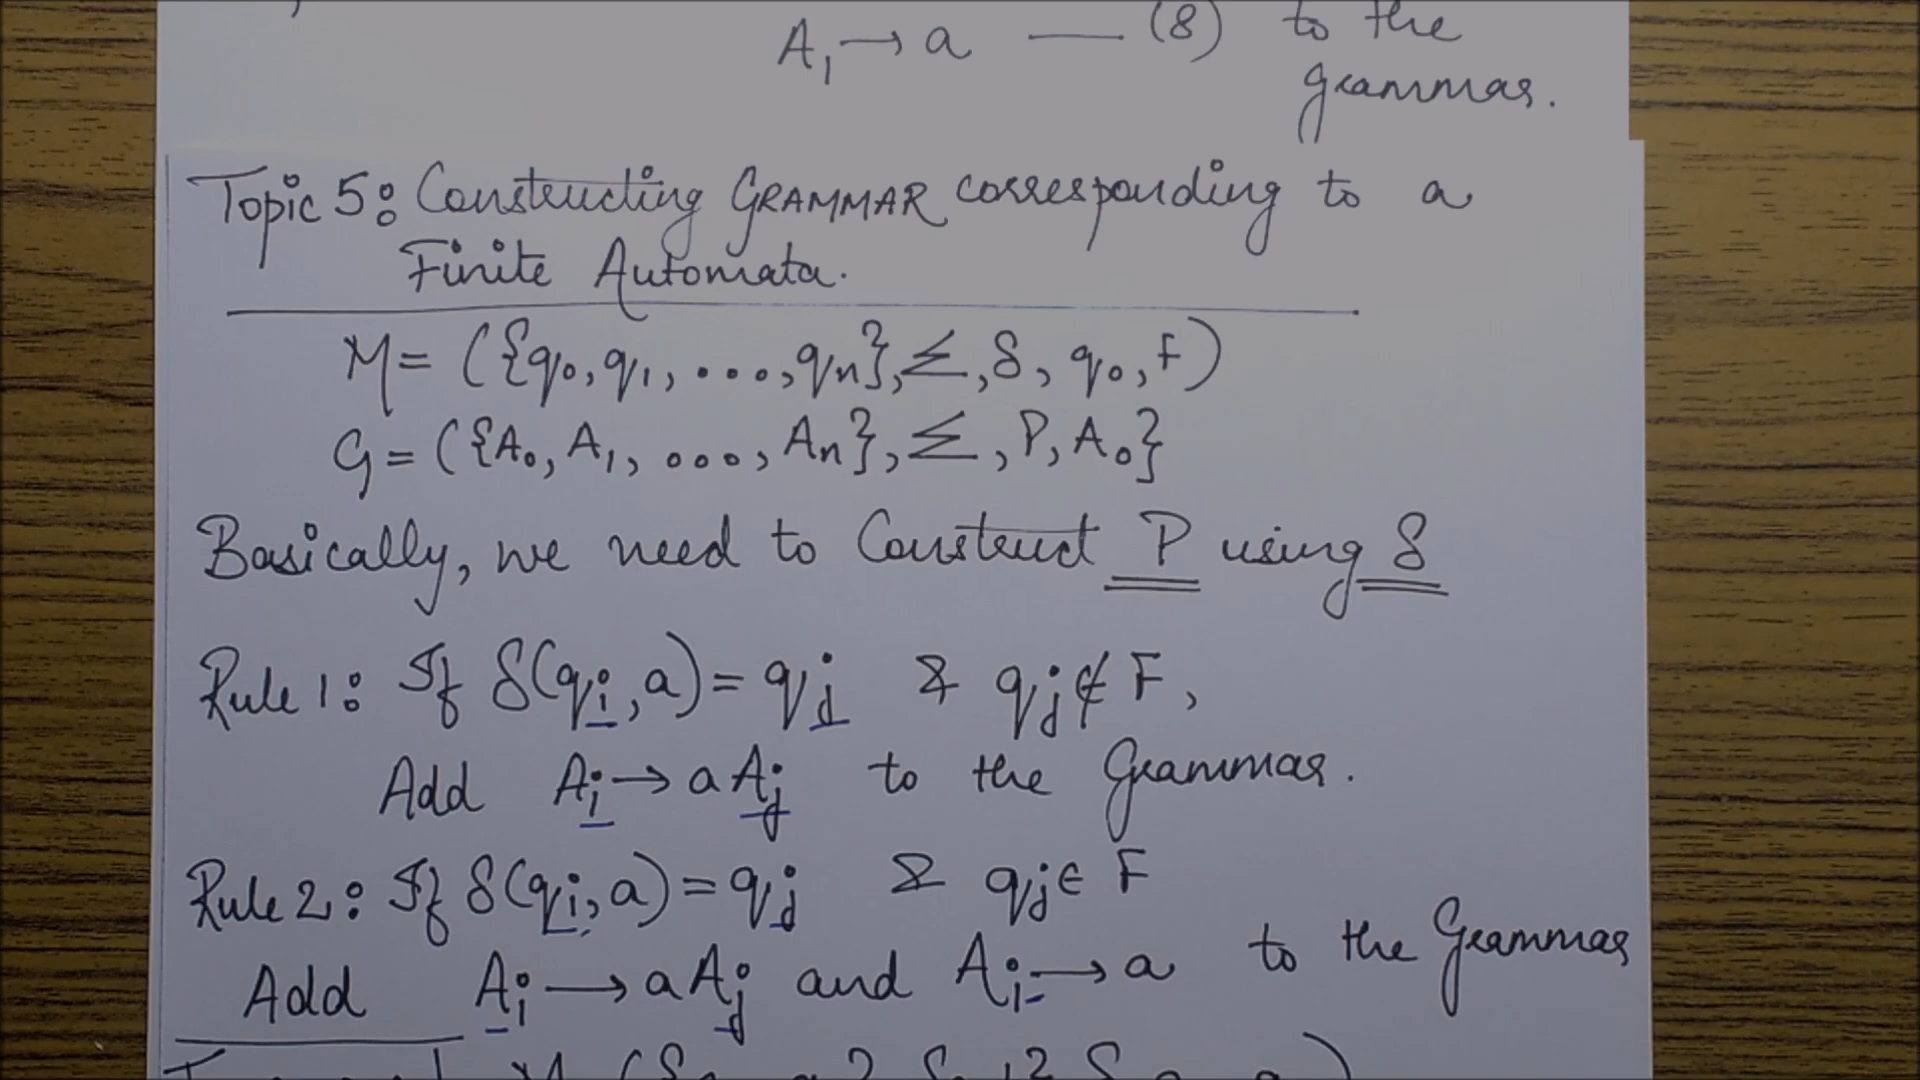 A₁→a — (8) to the
grammar.
Topic 5: Constructing GRAMMAR corresponding to a
Finite Automata.
M = ({q₀, q₁, ..., qₙ}, Σ, δ, q₀, F)
G = ({A₀, A₁, ..., Aₙ}, Σ, P, A₀}
Basically, we need to Construct P using δ
Rule 1: If δ(qᵢ, a) = qⱼ & qⱼ ∉ F,
Add Aᵢ → aAⱼ to the Grammar.
Rule 2: If δ(qᵢ, a) = qⱼ & qⱼ ∈ F
Add Aᵢ → aAⱼ and Aᵢ → a to the Grammar